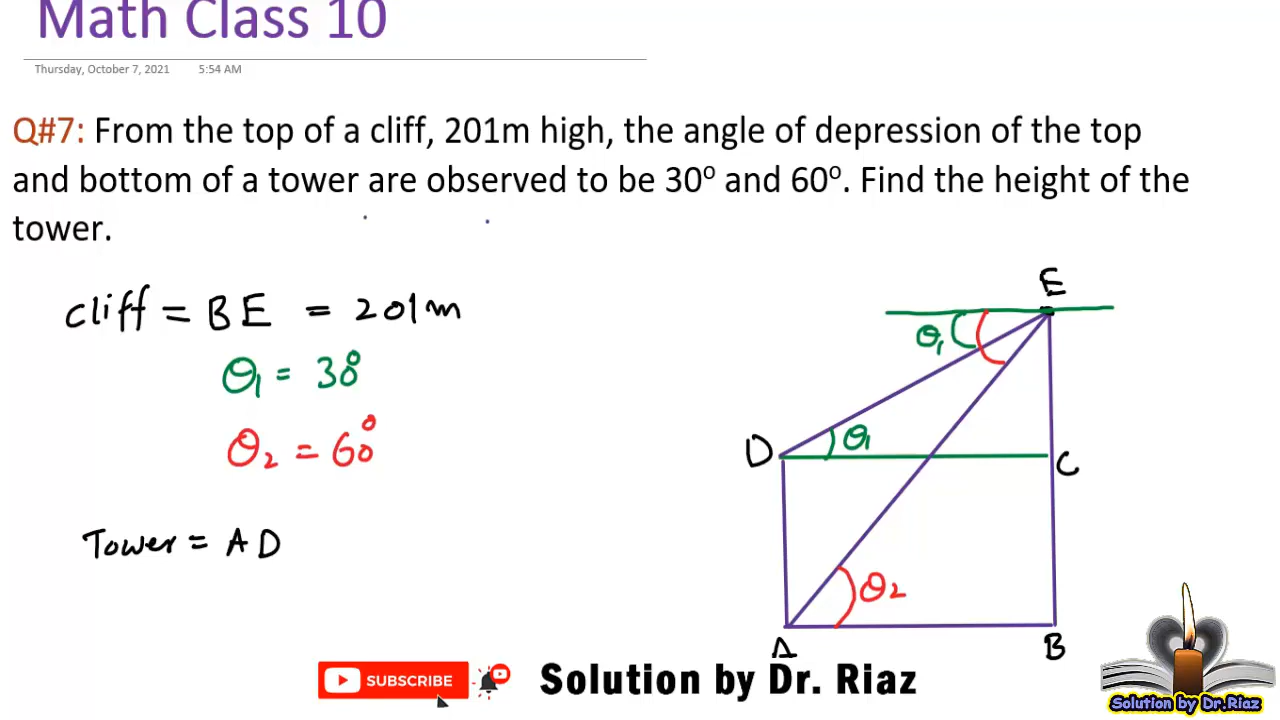 Math Class 10
Thursday, October 7, 2021 5:54 AM
Q#7: From the top of a cliff, 201m high, the angle of depression of the top
and bottom of a tower are observed to be 30° and 60°. Find the height of the
tower.
cliff = BE = 201m
θ₁ = 30°
θ₂ = 60°
Tower = AD
E
θ₁
D
θ₁
C
θ₂
A
B
SUBSCRIBE
Solution by Dr. Riaz
Solution by Dr.Riaz